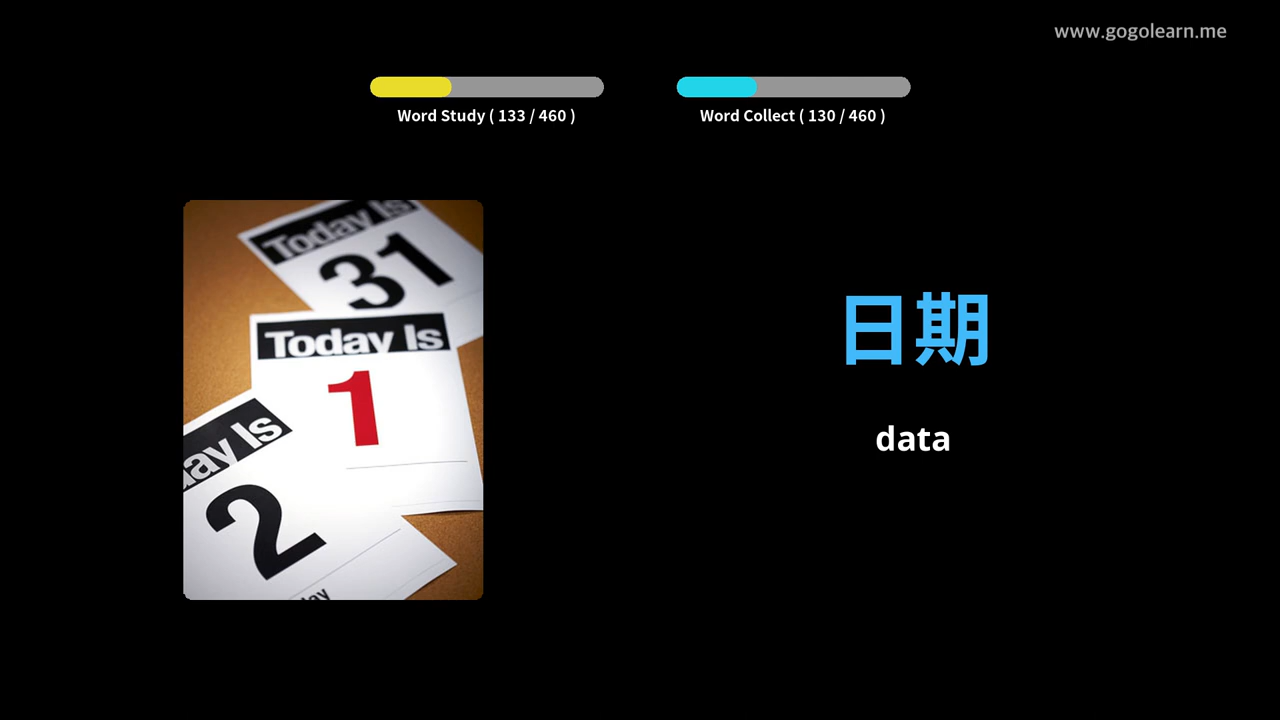 www.gogolearn.me
Word Study ( 133 / 460 )
Word Collect ( 130 / 460 )
Today Is
31
Today Is
1
ay Is
2
日期
data